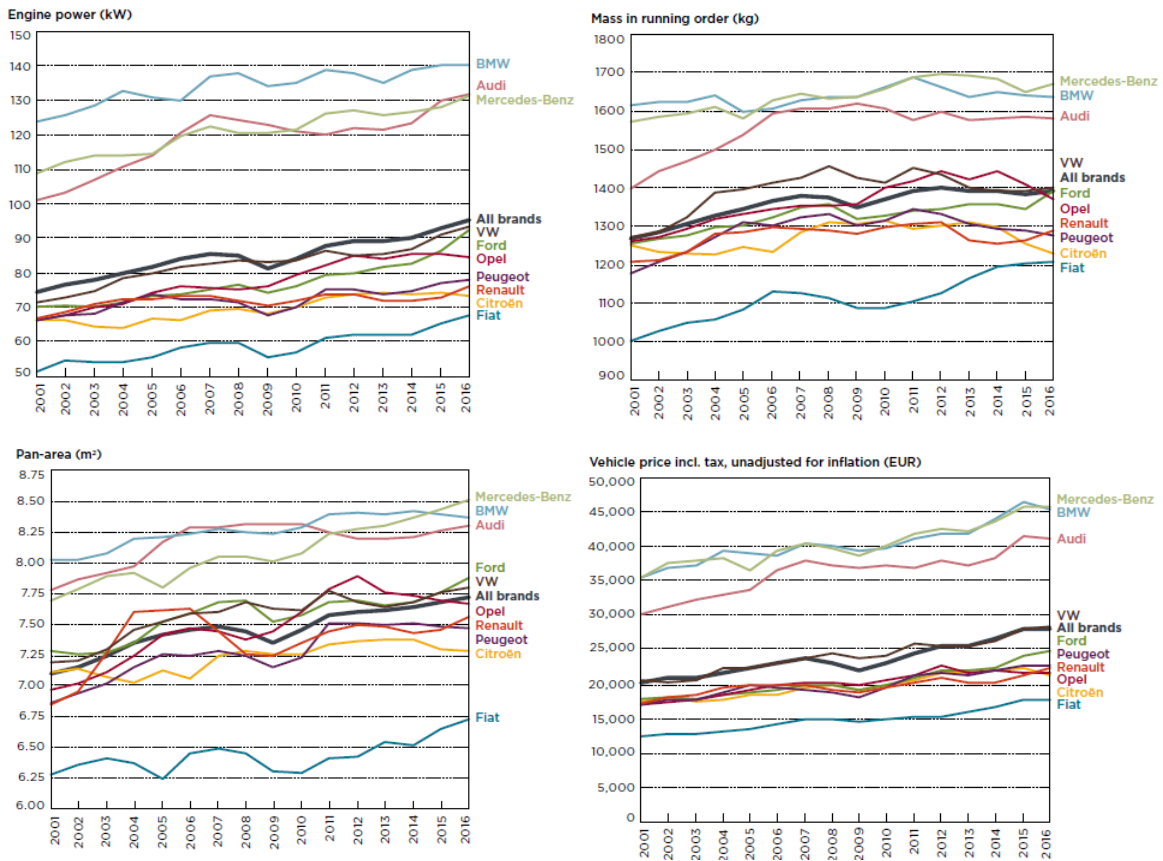 Engine power (kW)
150
140
130
120
110
100
90
80
70
60
50
BMW
Audi
Mercedes-Benz
All brands
VW
Ford
Opel
Peugeot
Renault
Citroën
Fiat
2001 2002 2003 2004 2005 2006 2007 2008 2009 2010 2011 2012 2013 2014 2015 2016
Mass in running order (kg)
1800
1700
1600
1500
1400
1300
1200
1100
1000
900
Mercedes-Benz
BMW
Audi
VW
All brands
Ford
Opel
Renault
Peugeot
Citroën
Fiat
2001 2002 2003 2004 2005 2006 2007 2008 2009 2010 2011 2012 2013 2014 2015 2016
Pan-area (m²)
8.75
8.50
8.25
8.00
7.75
7.50
7.25
7.00
6.75
6.50
6.25
6.00
Mercedes-Benz
BMW
Audi
Ford
VW
All brands
Opel
Renault
Peugeot
Citroën
Fiat
2001 2002 2003 2004 2005 2006 2007 2008 2009 2010 2011 2012 2013 2014 2015 2016
Vehicle price incl. tax, unadjusted for inflation (EUR)
50,000
45,000
40,000
35,000
30,000
25,000
20,000
15,000
10,000
5,000
0
Mercedes-Benz
BMW
Audi
VW
All brands
Ford
Peugeot
Renault
Opel
Citroën
Fiat
2001 2002 2003 2004 2005 2006 2007 2008 2009 2010 2011 2012 2013 2014 2015 2016